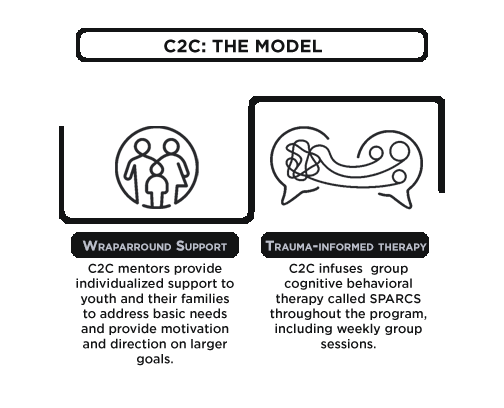 C2C: THE MODEL
WRAPARROUND SUPPORT
C2C mentors provide
individualized support to
youth and their families
to address basic needs
and provide motivation
and direction on larger
goals.
TRAUMA-INFORMED THERAPY
C2C infuses group
cognitive behavioral
therapy called SPARCS
throughout the program,
including weekly group
sessions.